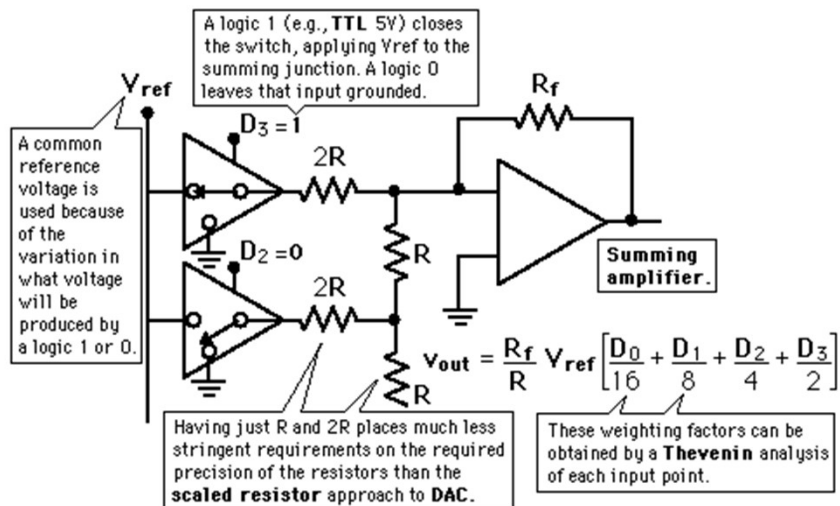 A logic 1 (e.g., TTL 5V) closes
the switch, applying Vref to the
summing junction. A logic 0
leaves that input grounded.
Vref
Rf
D3 = 1
A common
reference
voltage is
used because
of the
variation in
what voltage
will be
produced by
a logic 1 or 0.
2R
R
D2 = 0
2R
Summing
amplifier.
R
Vout = Rf/R Vref [D0/16 + D1/8 + D2/4 + D3/2]
Having just R and 2R places much less
stringent requirements on the required
precision of the resistors than the
scaled resistor approach to DAC.
These weighting factors can be
obtained by a Thevenin analysis
of each input point.